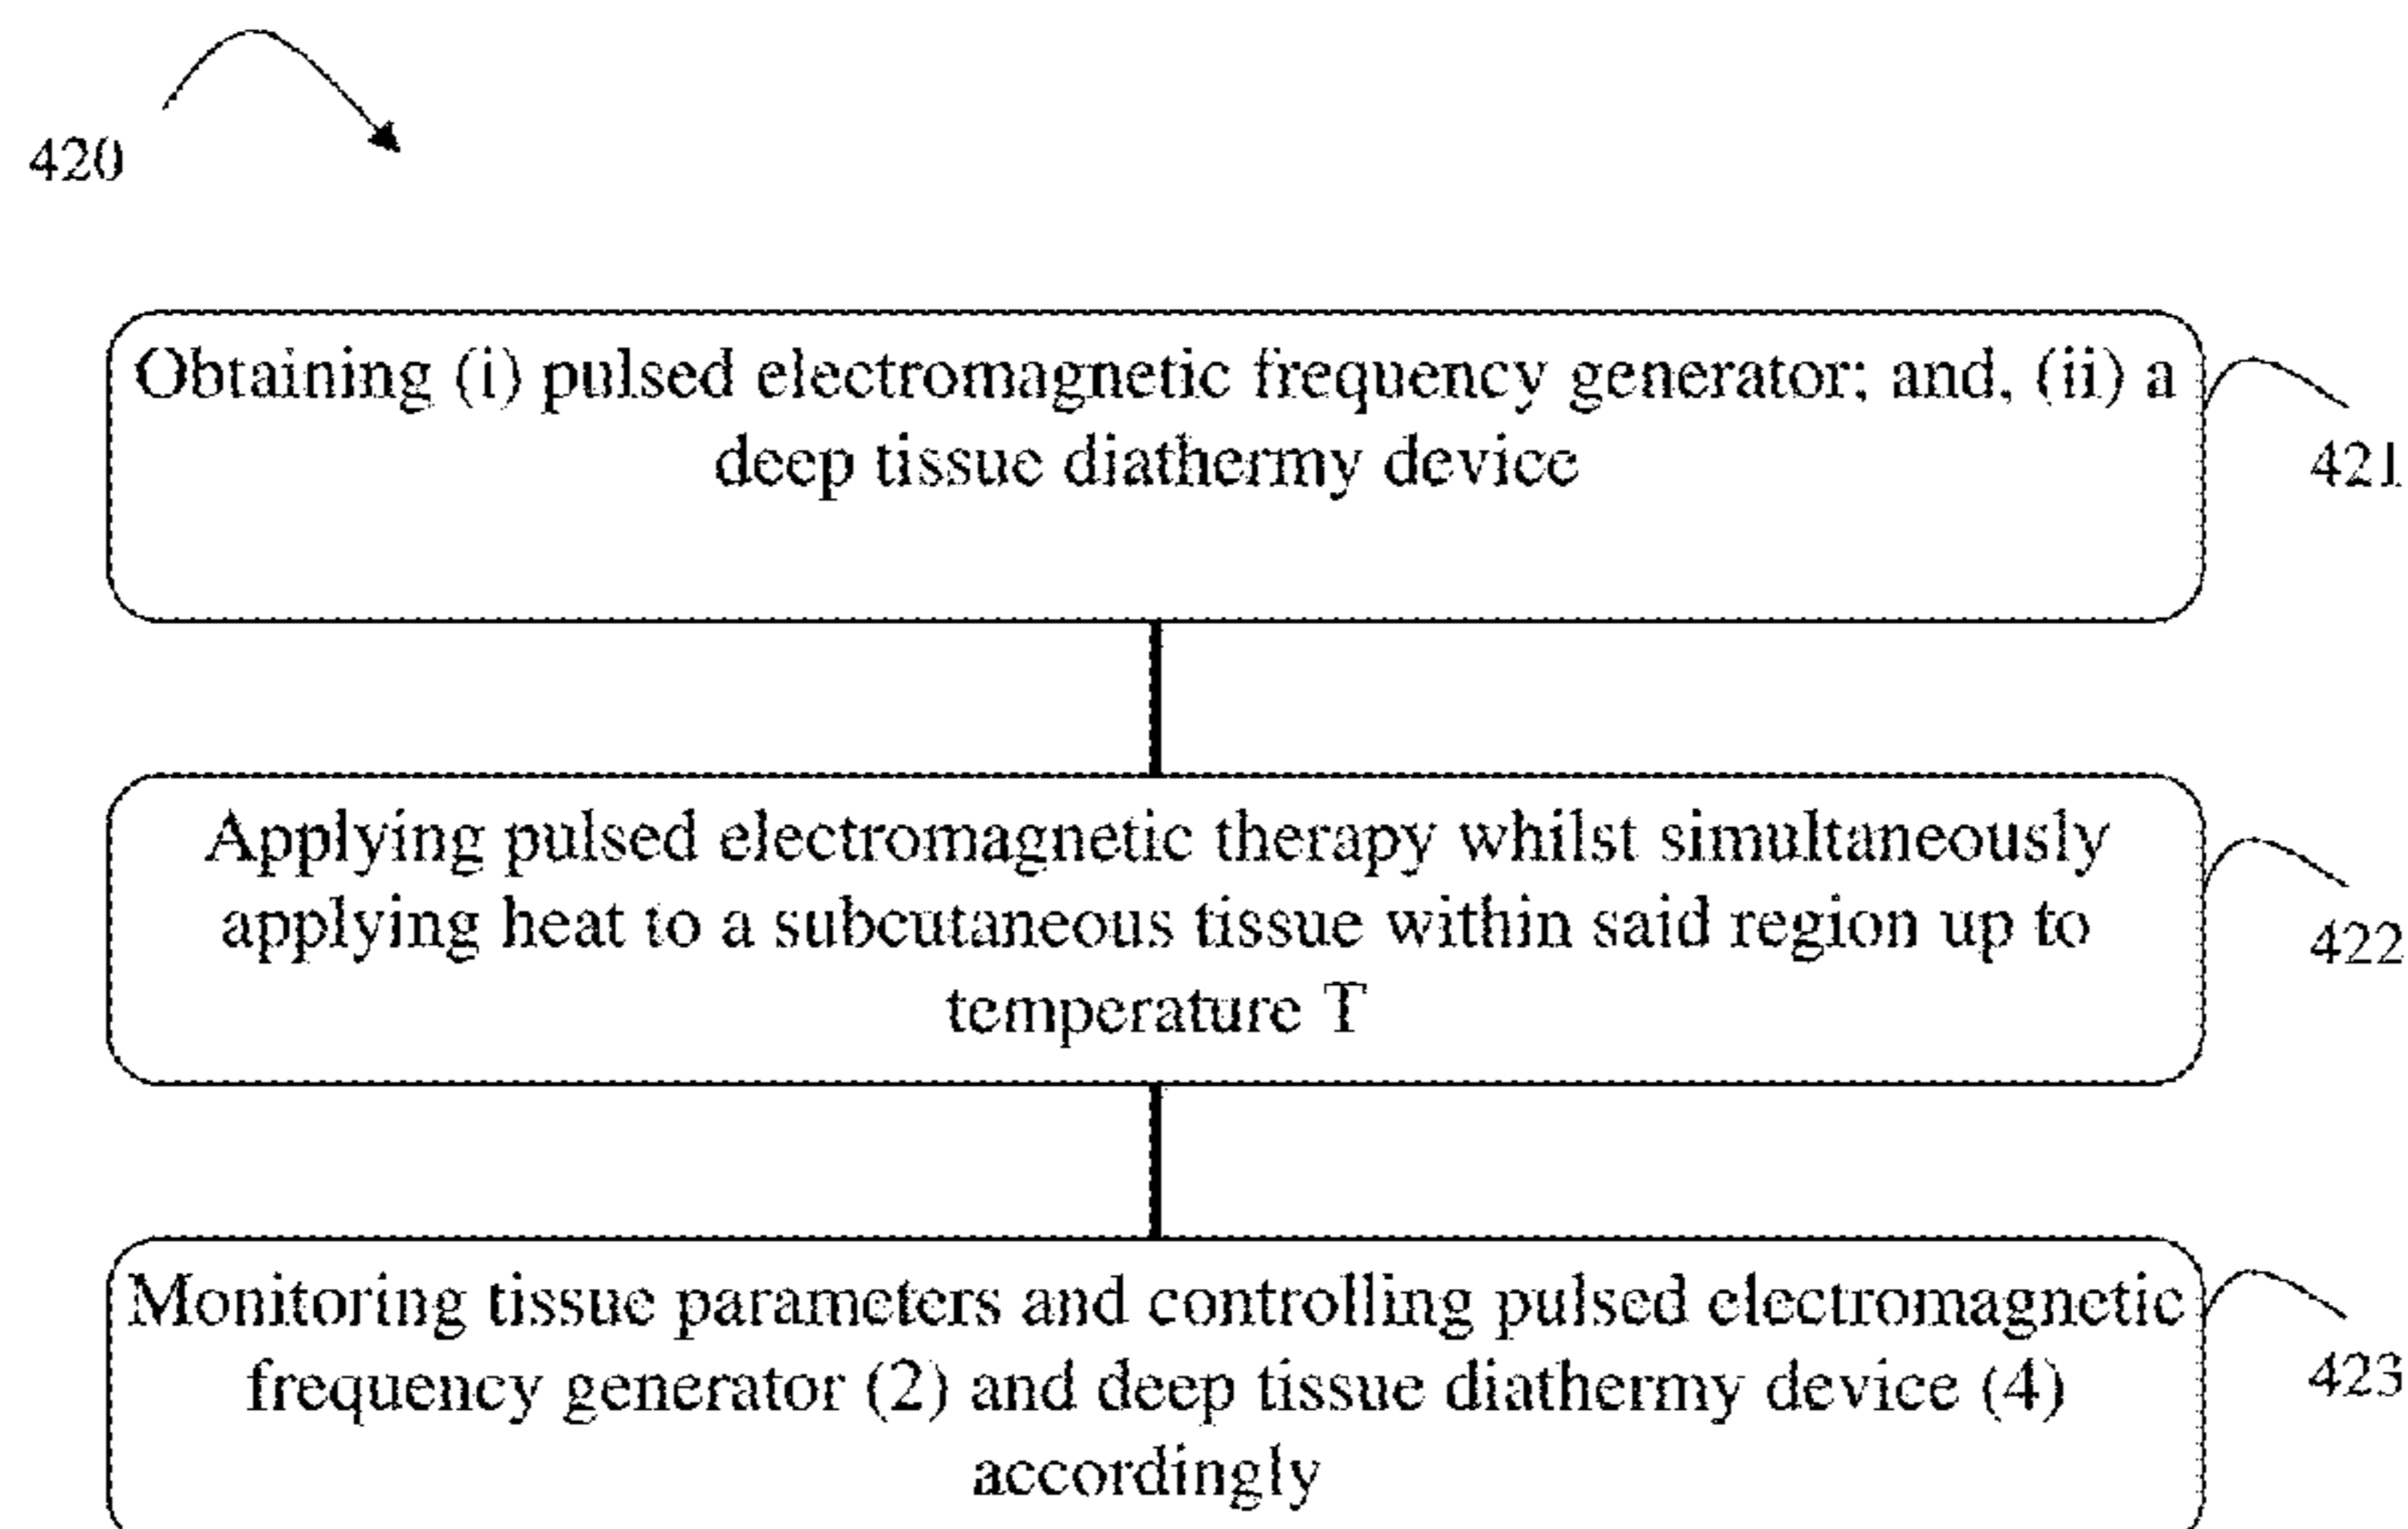 420
Obtaining (i) pulsed electromagnetic frequency generator; and, (ii) a
deep tissue diathermy device
421
Applying pulsed electromagnetic therapy whilst simultaneously
applying heat to a subcutaneous tissue within said region up to
temperature T
422
Monitoring tissue parameters and controlling pulsed electromagnetic
frequency generator (2) and deep tissue diathermy device (4)
accordingly
423